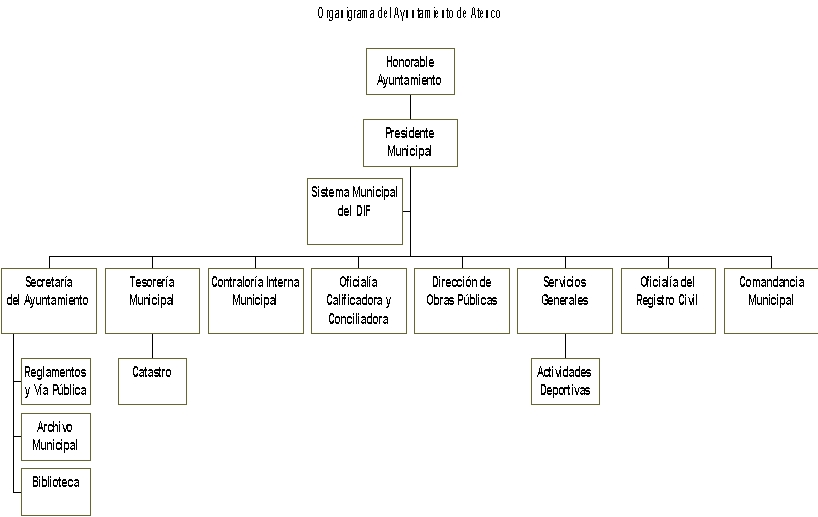 Organigrama del Ayuntamiento de Atenco
Honorable
Ayuntamiento
Presidente
Municipal
Sistema Municipal
del DIF
Secretaría
del Ayuntamiento
Tesorería
Municipal
Contraloría Interna
Municipal
Oficialía
Calificadora y
Conciliadora
Dirección de
Obras Públicas
Servicios
Generales
Oficialía del
Registro Civil
Comandancia
Municipal
Reglamentos
y Vía Pública
Catastro
Actividades
Deportivas
Archivo
Municipal
Biblioteca